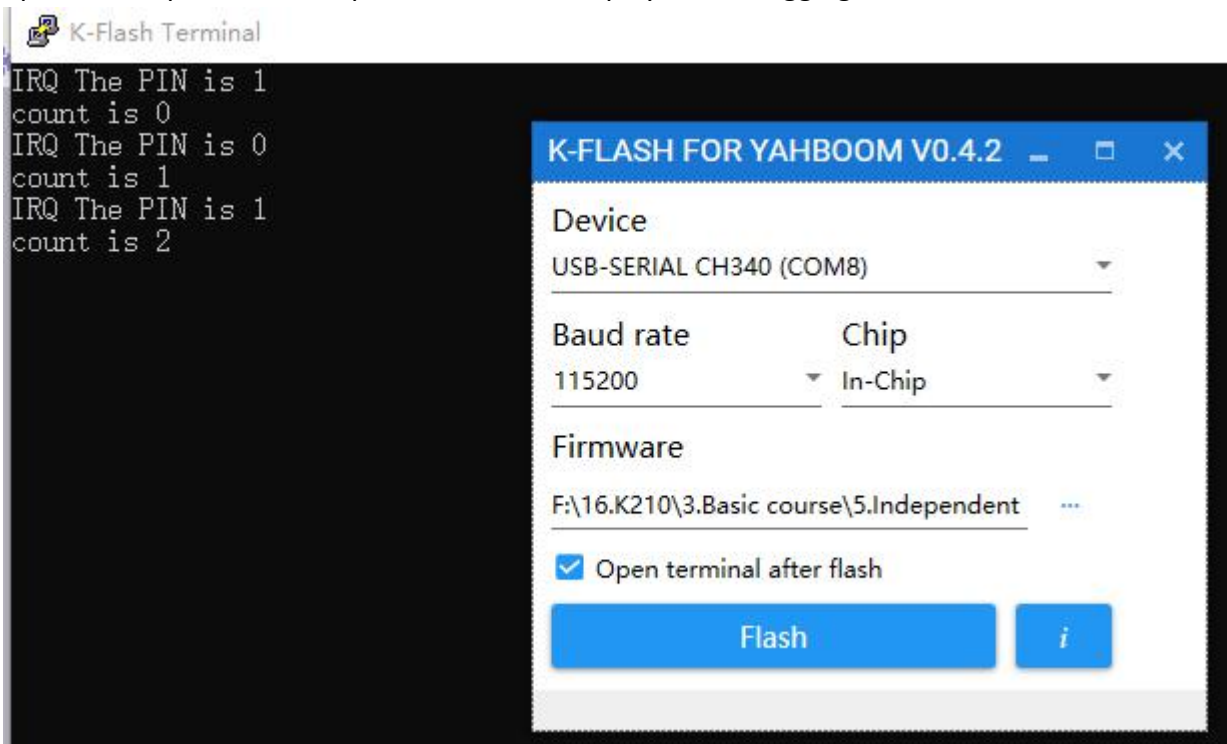 K-Flash Terminal
IRQ The PIN is 1
count is 0
IRQ The PIN is 0
count is 1
IRQ The PIN is 1
count is 2
K-FLASH FOR YAHBOOM V0.4.2
Device
USB-SERIAL CH340 (COM8)
Baud rate Chip
115200 In-Chip
Firmware
F:\16.K210\3.Basic course\5.Independent ...
Open terminal after flash
Flash i